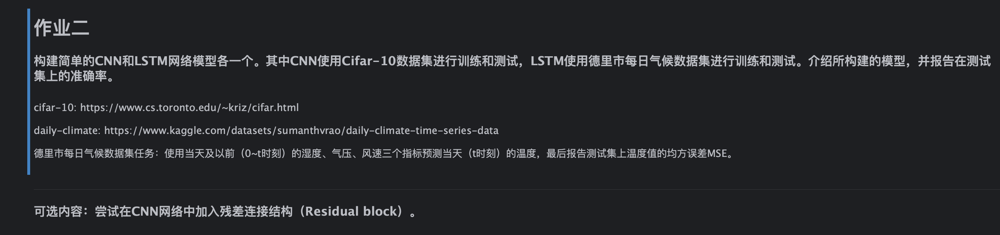 作业二
构建简单的CNN和LSTM网络模型各一个。其中CNN使用Cifar-10数据集进行训练和测试，LSTM使用德里市每日气候数据集进行训练和测试。介绍所构建的模型，并报告在测试
集上的准确率。
cifar-10: https://www.cs.toronto.edu/~kriz/cifar.html
daily-climate: https://www.kaggle.com/datasets/sumanthvrao/daily-climate-time-series-data
德里市每日气候数据集任务：使用当天及以前（0~t时刻）的湿度、气压、风速三个指标预测当天（t时刻）的温度，最后报告测试集上温度值的均方误差MSE。
可选内容：尝试在CNN网络中加入残差连接结构（Residual block）。